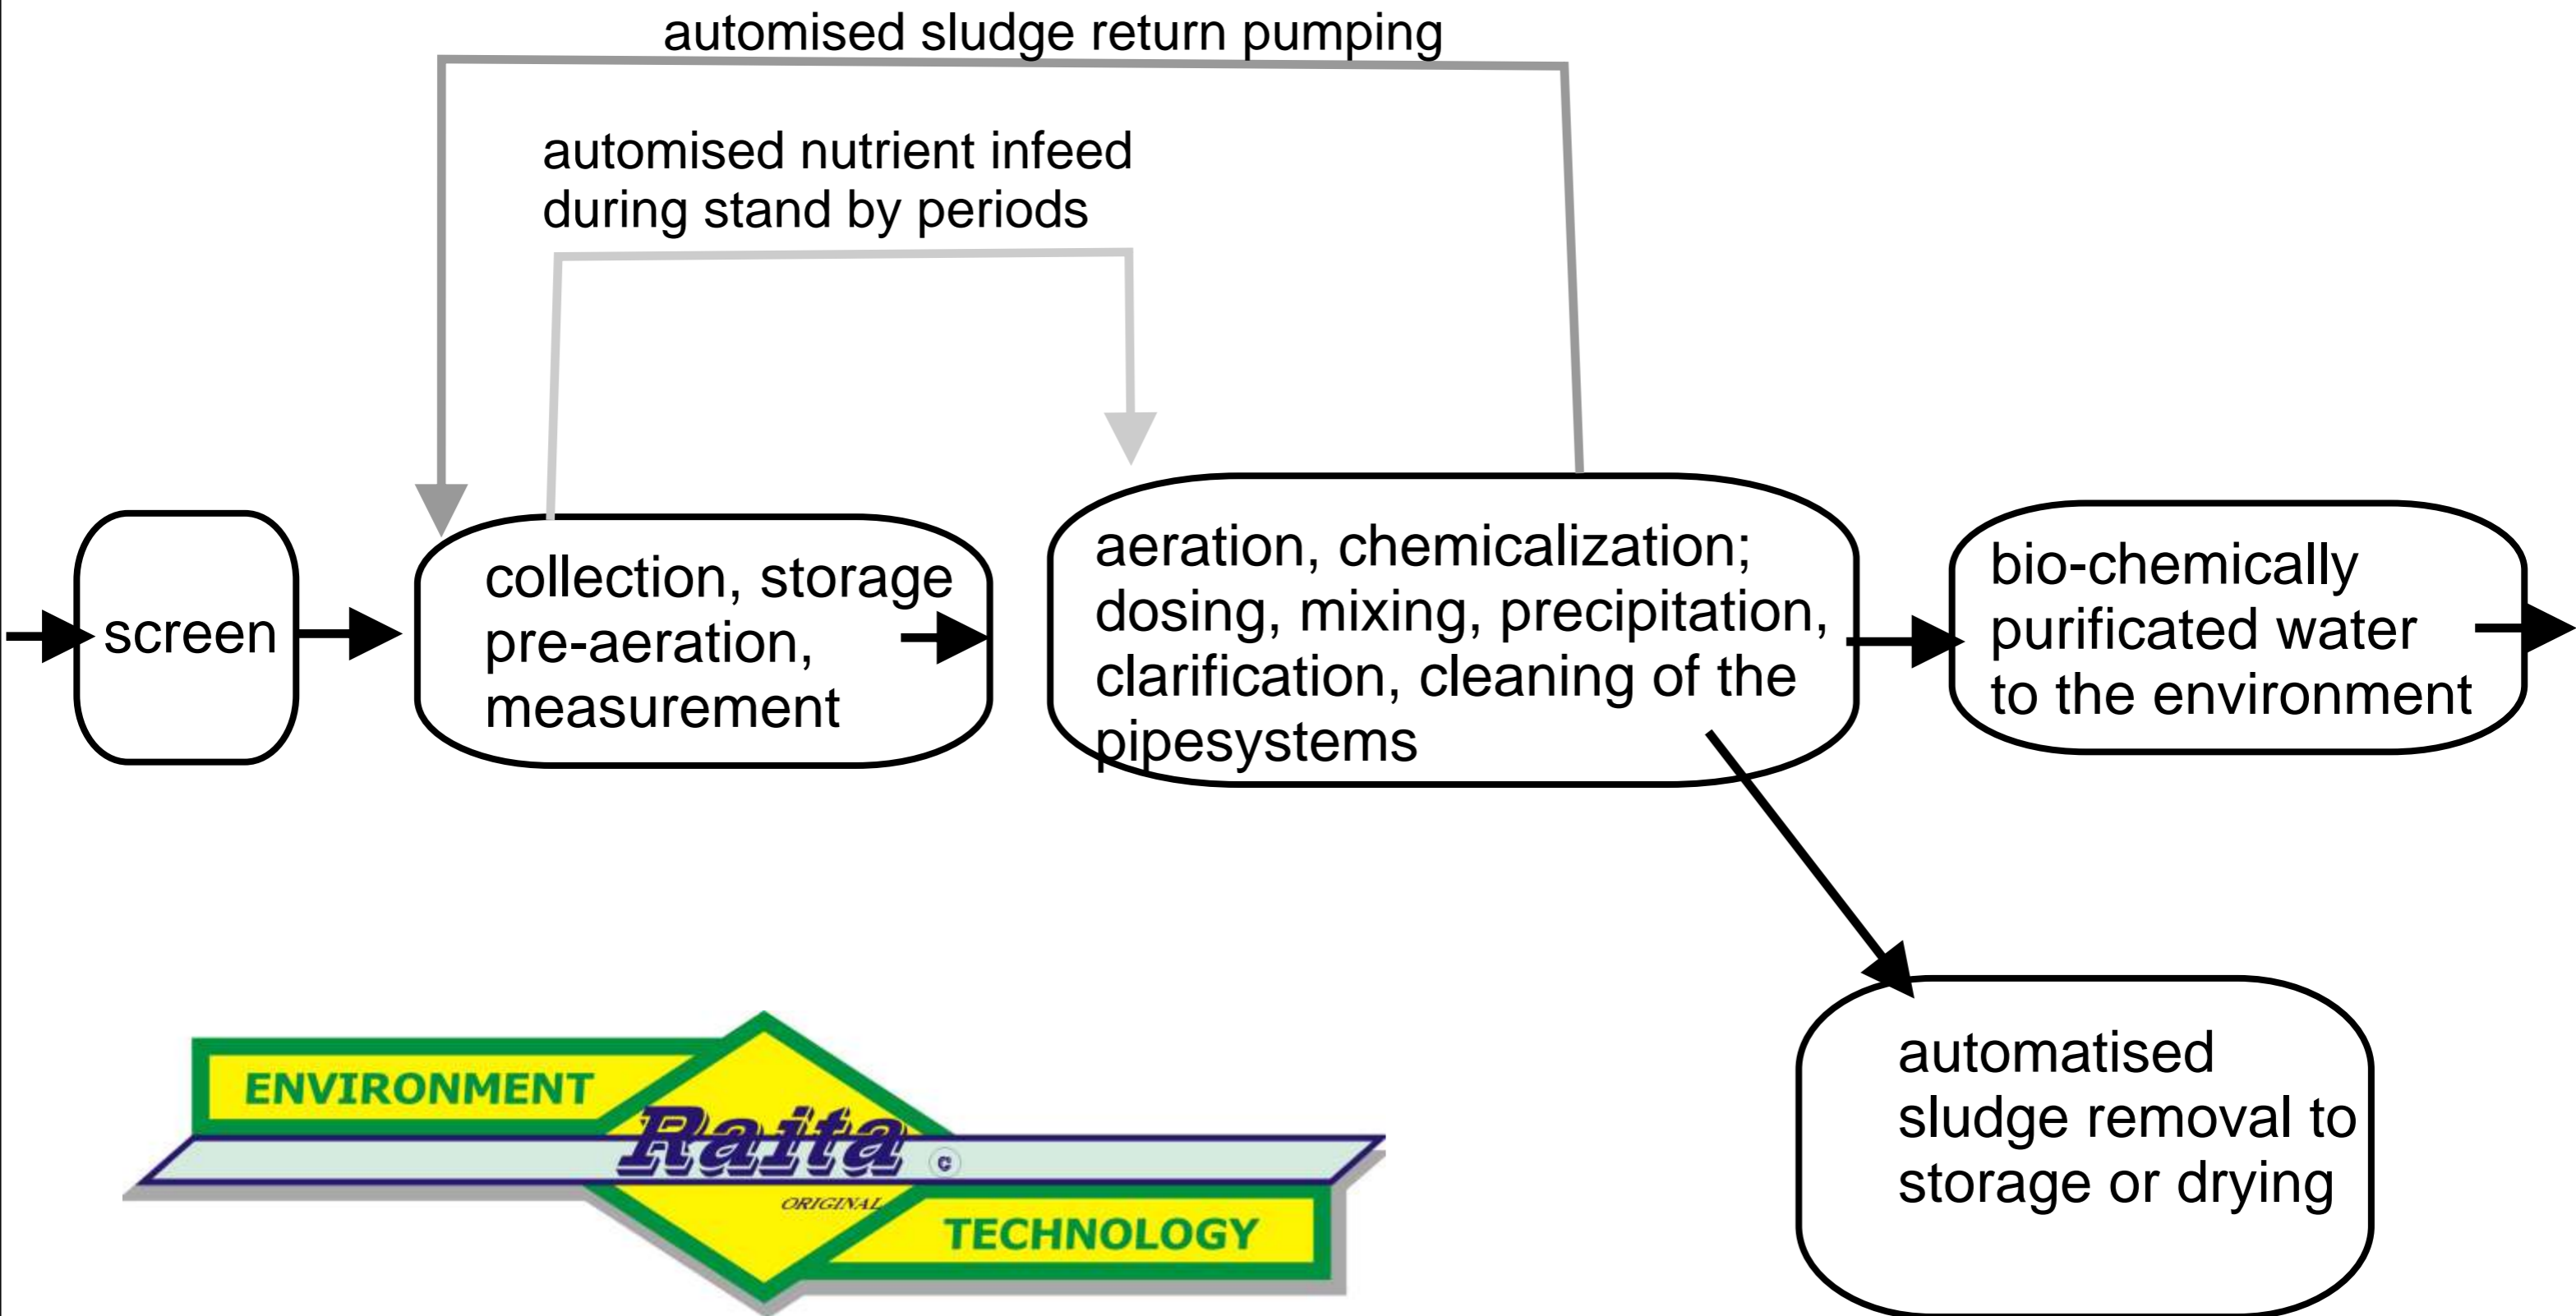 automised sludge return pumping
automised nutrient infeed
during stand by periods
screen
collection, storage
pre-aeration,
measurement
aeration, chemicalization;
dosing, mixing, precipitation,
clarification, cleaning of the
pipesystems
bio-chemically
purificated water
to the environment
automatised
sludge removal to
storage or drying
ENVIRONMENT
Raita ©
ORIGINAL
TECHNOLOGY